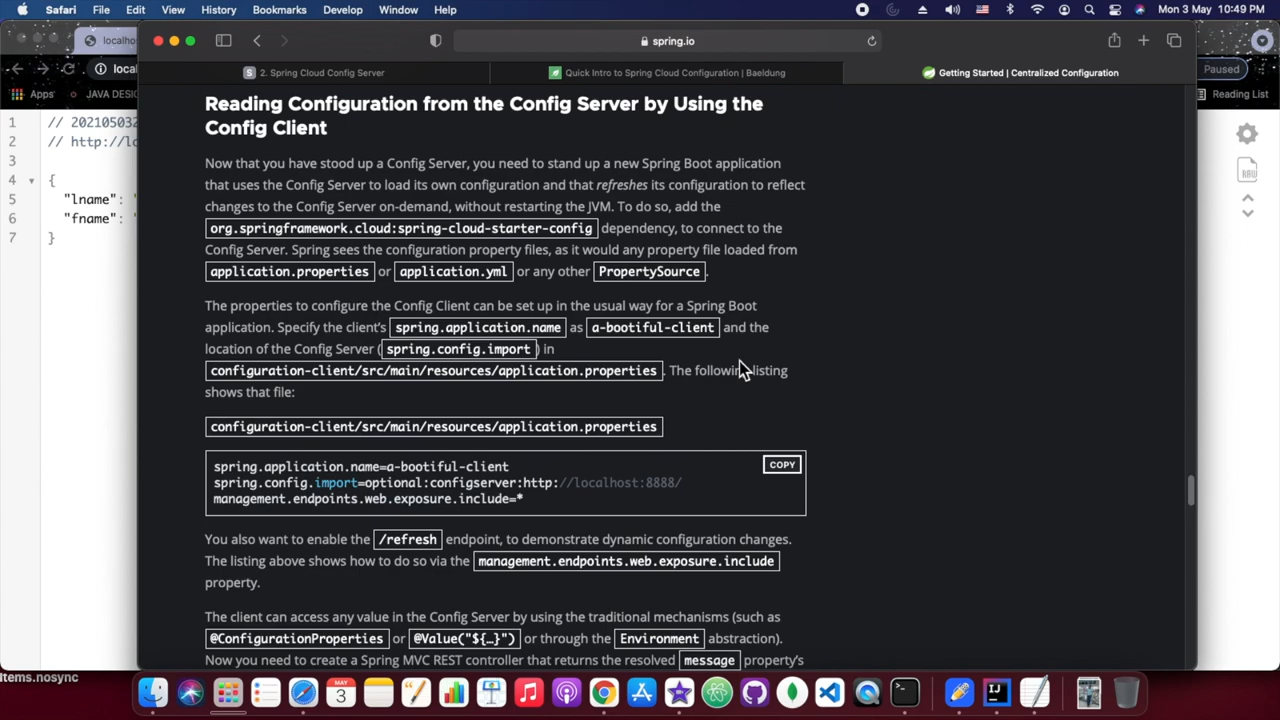 Safari File Edit View History Bookmarks Develop Window Help Mon 3 May 10:49 PM
localho
spring.io
loca
Paused
2. Spring Cloud Config Server
Quick Intro to Spring Cloud Configuration | Baeldung
Getting Started | Centralized Configuration
Apps JAVA DESI
Reading List
1 // 202105032
2 // http://lo
3
4 {
5 "lname": "
6 "fname": "
7 }
RAW
Reading Configuration from the Config Server by Using the
Config Client
Now that you have stood up a Config Server, you need to stand up a new Spring Boot application
that uses the Config Server to load its own configuration and that refreshes its configuration to reflect
changes to the Config Server on-demand, without restarting the JVM. To do so, add the
org.springframework.cloud:spring-cloud-starter-config dependency, to connect to the
Config Server. Spring sees the configuration property files, as it would any property file loaded from
application.properties or application.yml or any other PropertySource.
The properties to configure the Config Client can be set up in the usual way for a Spring Boot
application. Specify the client's spring.application.name as a-bootiful-client and the
location of the Config Server ( spring.config.import ) in
configuration-client/src/main/resources/application.properties . The following listing
shows that file:
configuration-client/src/main/resources/application.properties
COPY
spring.application.name=a-bootiful-client
spring.config.import=optional:configserver:http://localhost:8888/
management.endpoints.web.exposure.include=*
You also want to enable the /refresh endpoint, to demonstrate dynamic configuration changes.
The listing above shows how to do so via the management.endpoints.web.exposure.include
property.
The client can access any value in the Config Server by using the traditional mechanisms (such as
@ConfigurationProperties or @Value("${…}") or through the Environment abstraction).
Now you need to create a Spring MVC REST controller that returns the resolved message property's
Items.nosync
MAY
3